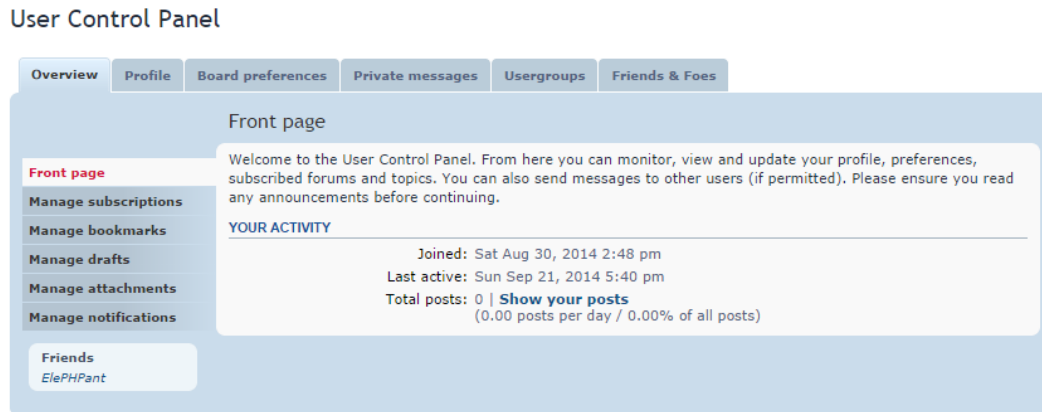 User Control Panel
Overview Profile Board preferences Private messages Usergroups Friends & Foes
Front page
Front page
Manage subscriptions
Manage bookmarks
Manage drafts
Manage attachments
Manage notifications
Friends
ElePHPant
Welcome to the User Control Panel. From here you can monitor, view and update your profile, preferences,
subscribed forums and topics. You can also send messages to other users (if permitted). Please ensure you read
any announcements before continuing.
YOUR ACTIVITY
Joined: Sat Aug 30, 2014 2:48 pm
Last active: Sun Sep 21, 2014 5:40 pm
Total posts: 0 | Show your posts
(0.00 posts per day / 0.00% of all posts)